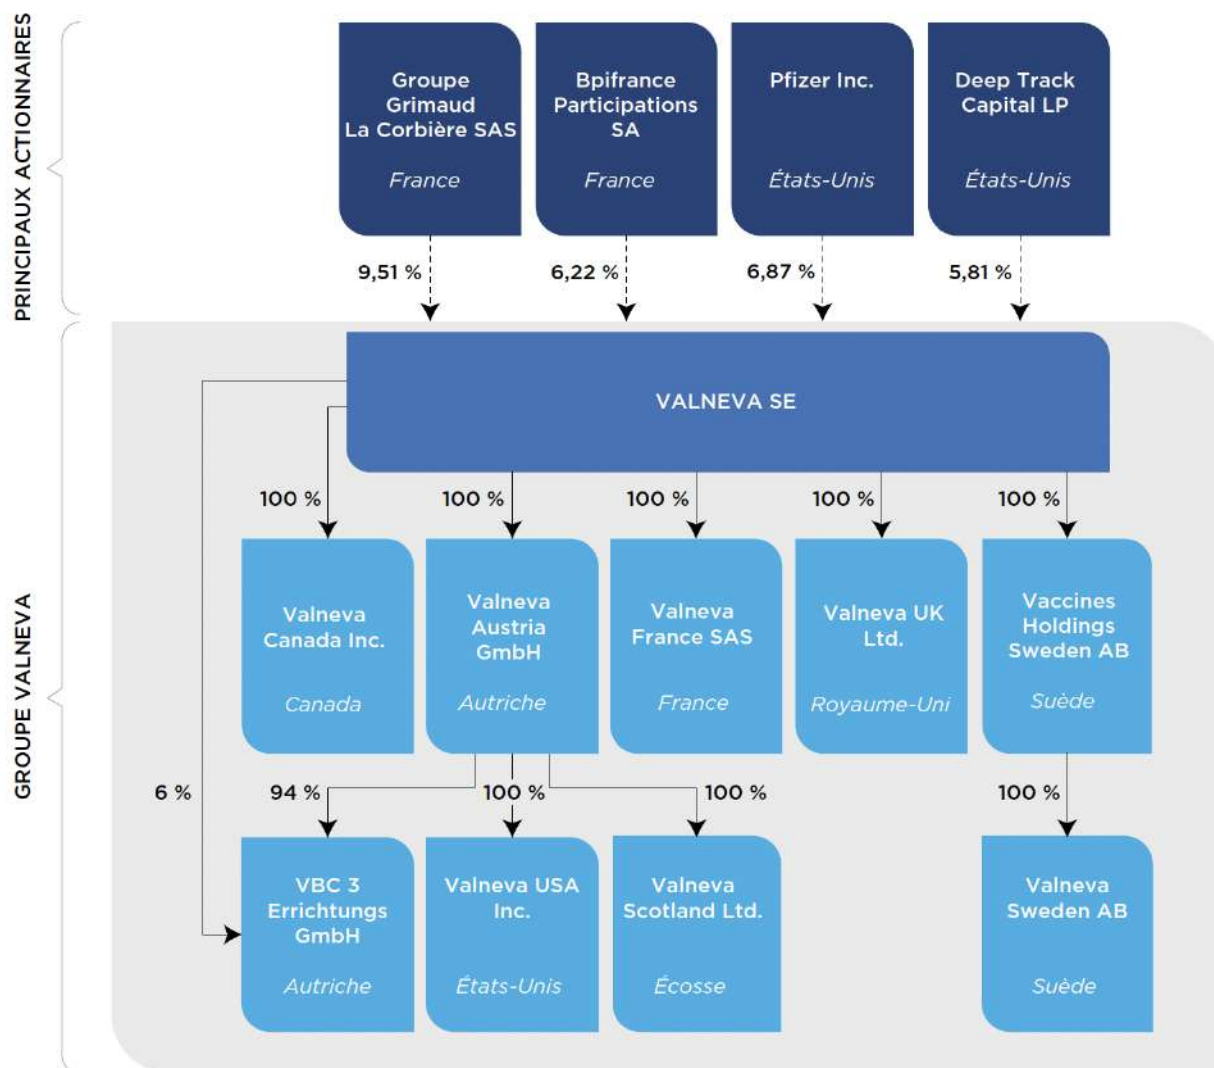 PRINCIPAUX ACTIONNAIRES
Groupe
Grimaud
La Corbière SAS
France
Bpifrance
Participations
SA
France
Pfizer Inc.
États-Unis
Deep Track
Capital LP
États-Unis
9,51 %
6,22 %
6,87 %
5,81 %
GROUPE VALNEVA
VALNEVA SE
100 %
100 %
100 %
100 %
100 %
Valneva
Canada Inc.
Canada
Valneva
Austria
GmbH
Autriche
Valneva
France SAS
France
Valneva UK
Ltd.
Royaume-Uni
Vaccines
Holdings
Sweden AB
Suède
6 %
94 %
100 %
100 %
100 %
VBC 3
Errichtungs
GmbH
Autriche
Valneva USA
Inc.
États-Unis
Valneva
Scotland Ltd.
Écosse
Valneva
Sweden AB
Suède